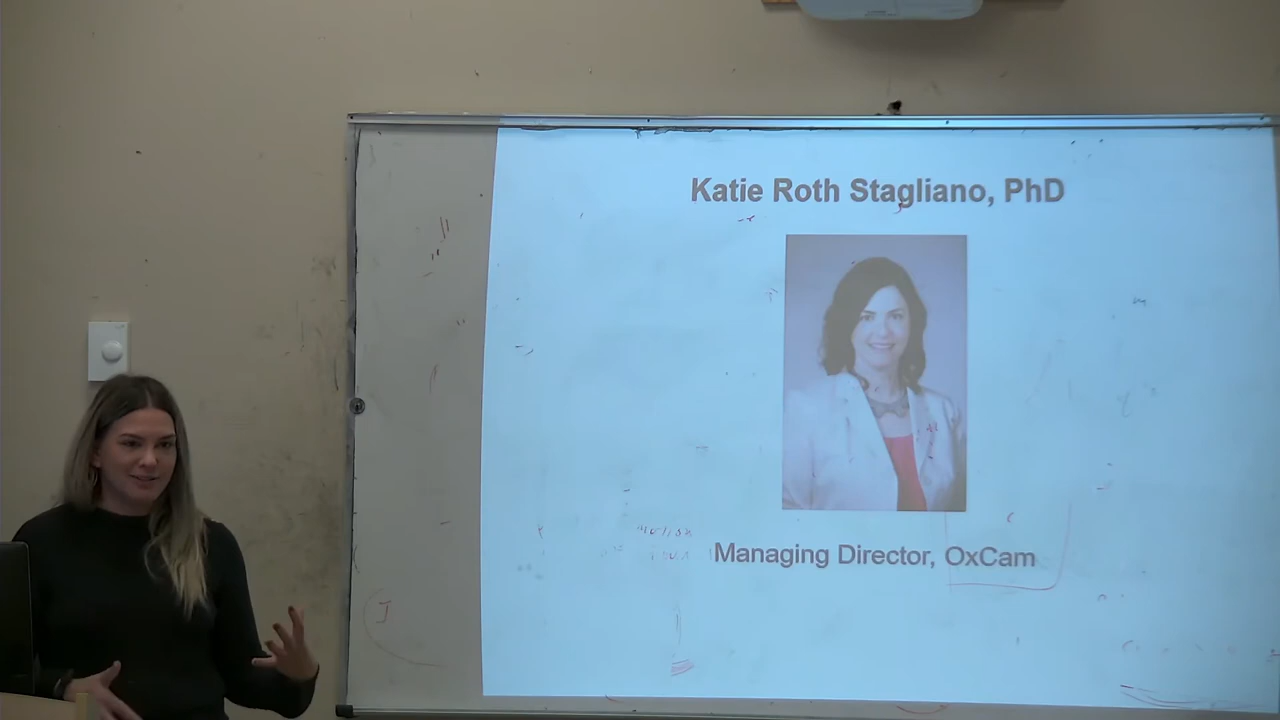 Katie Roth Stagliano, PhD
Managing Director, OxCam